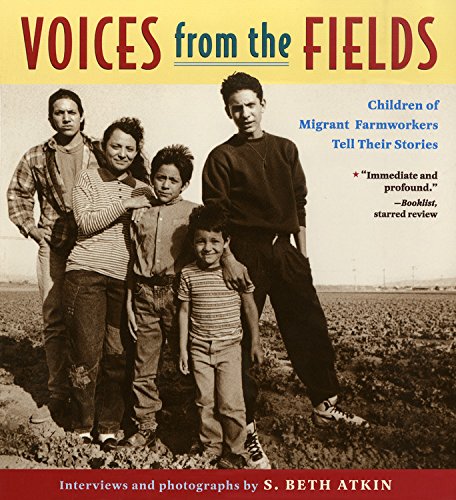 VOICES from the FIELDS
Children of
Migrant Farmworkers
Tell Their Stories
★ "Immediate and
profound."
—Booklist,
starred review
Interviews and photographs by S. BETH ATKIN